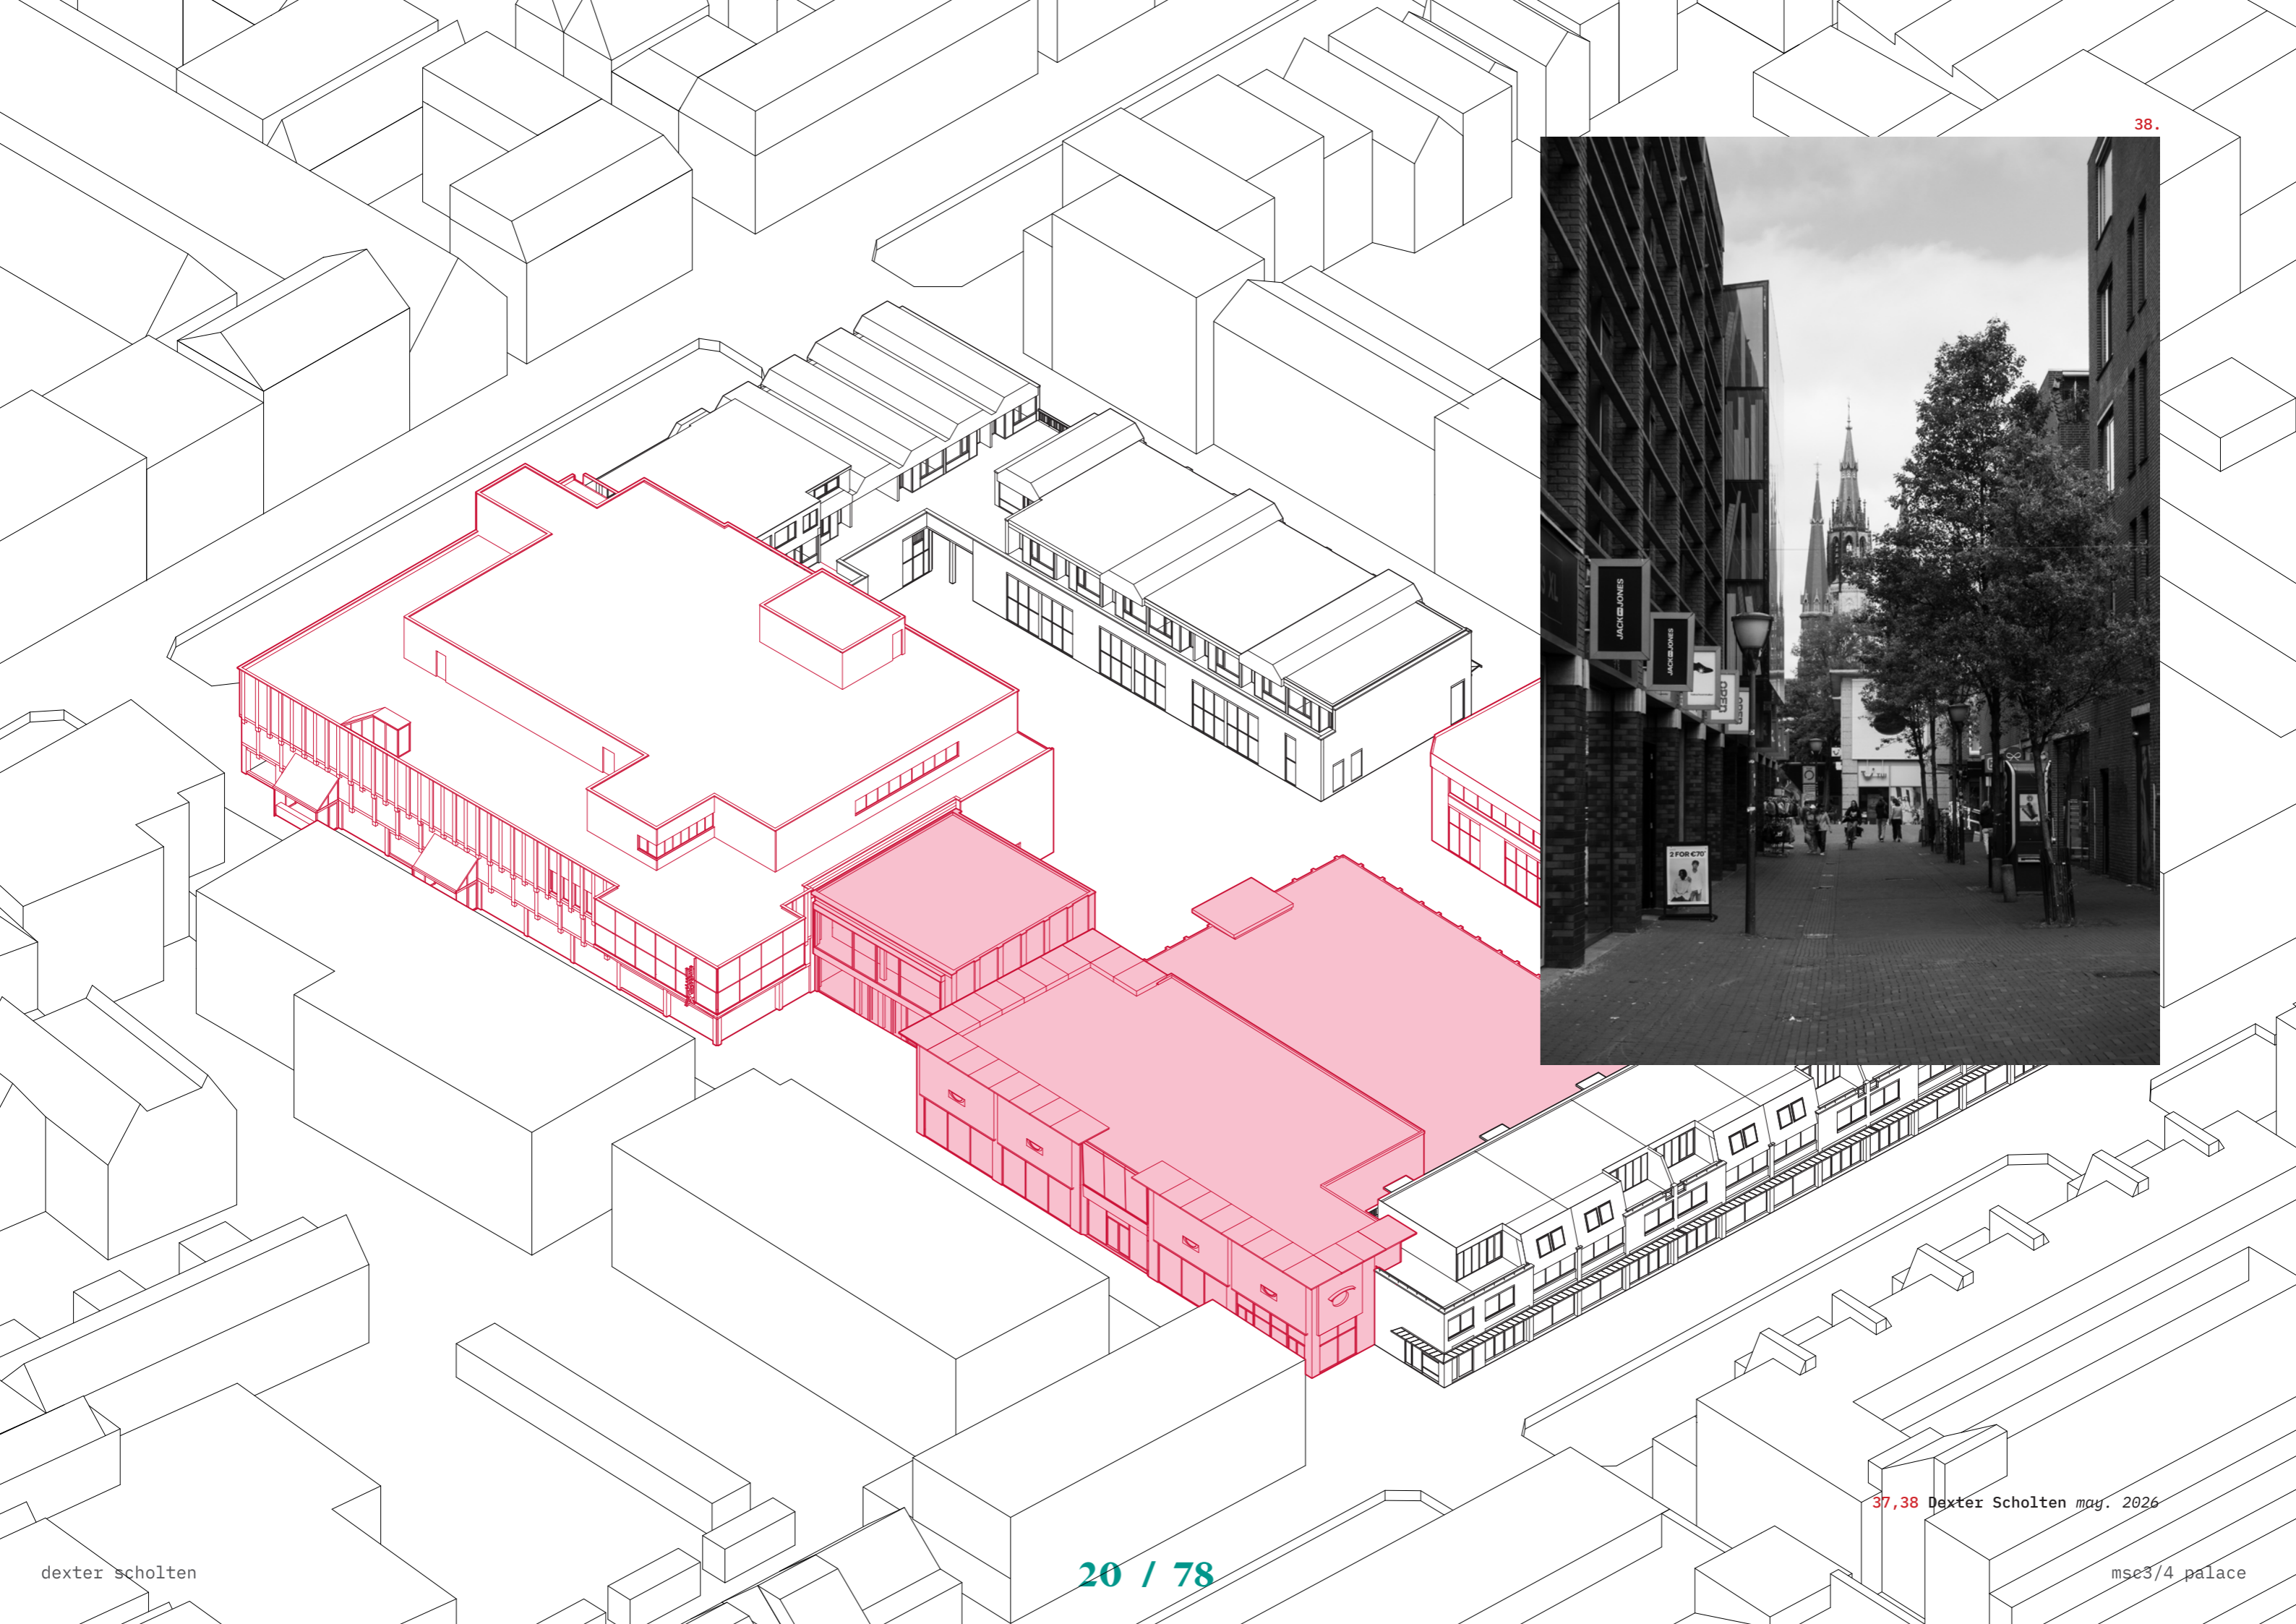 38.
JACK JONES
JACK JONES
2 FOR €70
37,38 Dexter Scholten may. 2026
dexter scholten
20 / 78
msc3/4 palace